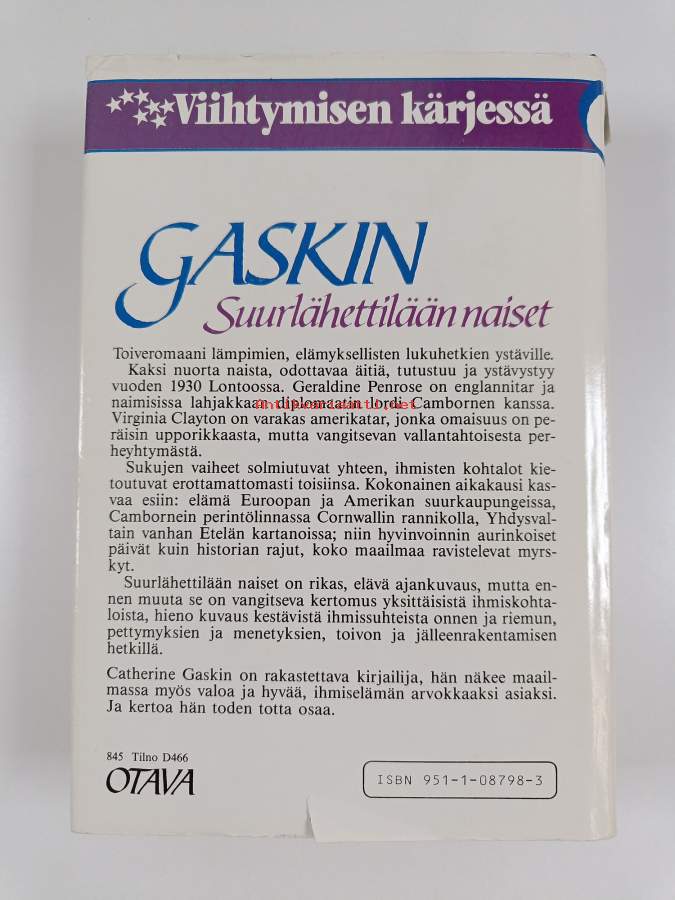 Viihtymisen kärjessä
GASKIN
Suurlähettilään naiset
Toiveromaani lämpimien, elämyksellisten lukuhetkien ystäville.
Kaksi nuorta naista, odottavaa äitiä, tutustuu ja ystävystyy
vuoden 1930 Lontoossa. Geraldine Penrose on englannitar ja
naimisissa lahjakkaan diplomaatin lordi Cambornen kanssa.
Antikvariaatti.net
Virginia Clayton on varakas amerikatar, jonka omaisuus on pe-
räisin upporikkaasta, mutta vangitsevan vallantahtoisesta per-
heyhtymästä.
Sukujen vaiheet solmiutuvat yhteen, ihmisten kohtalot kie-
toutuvat erottamattomasti toisiinsa. Kokonainen aikakausi kas-
vaa esiin: elämä Euroopan ja Amerikan suurkaupungeissa,
Cambornein perintölinnassa Cornwallin rannikolla, Yhdysval-
tain vanhan Etelän kartanoissa; niin hyvinvoinnin aurinkoiset
päivät kuin historian rajut, koko maailmaa ravistelevat myrs-
kyt.
Suurlähettilään naiset on rikas, elävä ajankuvaus, mutta en-
nen muuta se on vangitseva kertomus yksittäisistä ihmiskohta-
loista, hieno kuvaus kestävistä ihmissuhteista onnen ja riemun,
pettymyksien ja menetyksien, toivon ja jälleenrakentamisen
hetkillä.
Catherine Gaskin on rakastettava kirjailija, hän näkee maail-
massa myös valoa ja hyvää, ihmiselämän arvokkaaksi asiaksi.
Ja kertoa hän toden totta osaa.
845 Tilno D466
OTAVA
ISBN 951-1-08798-3